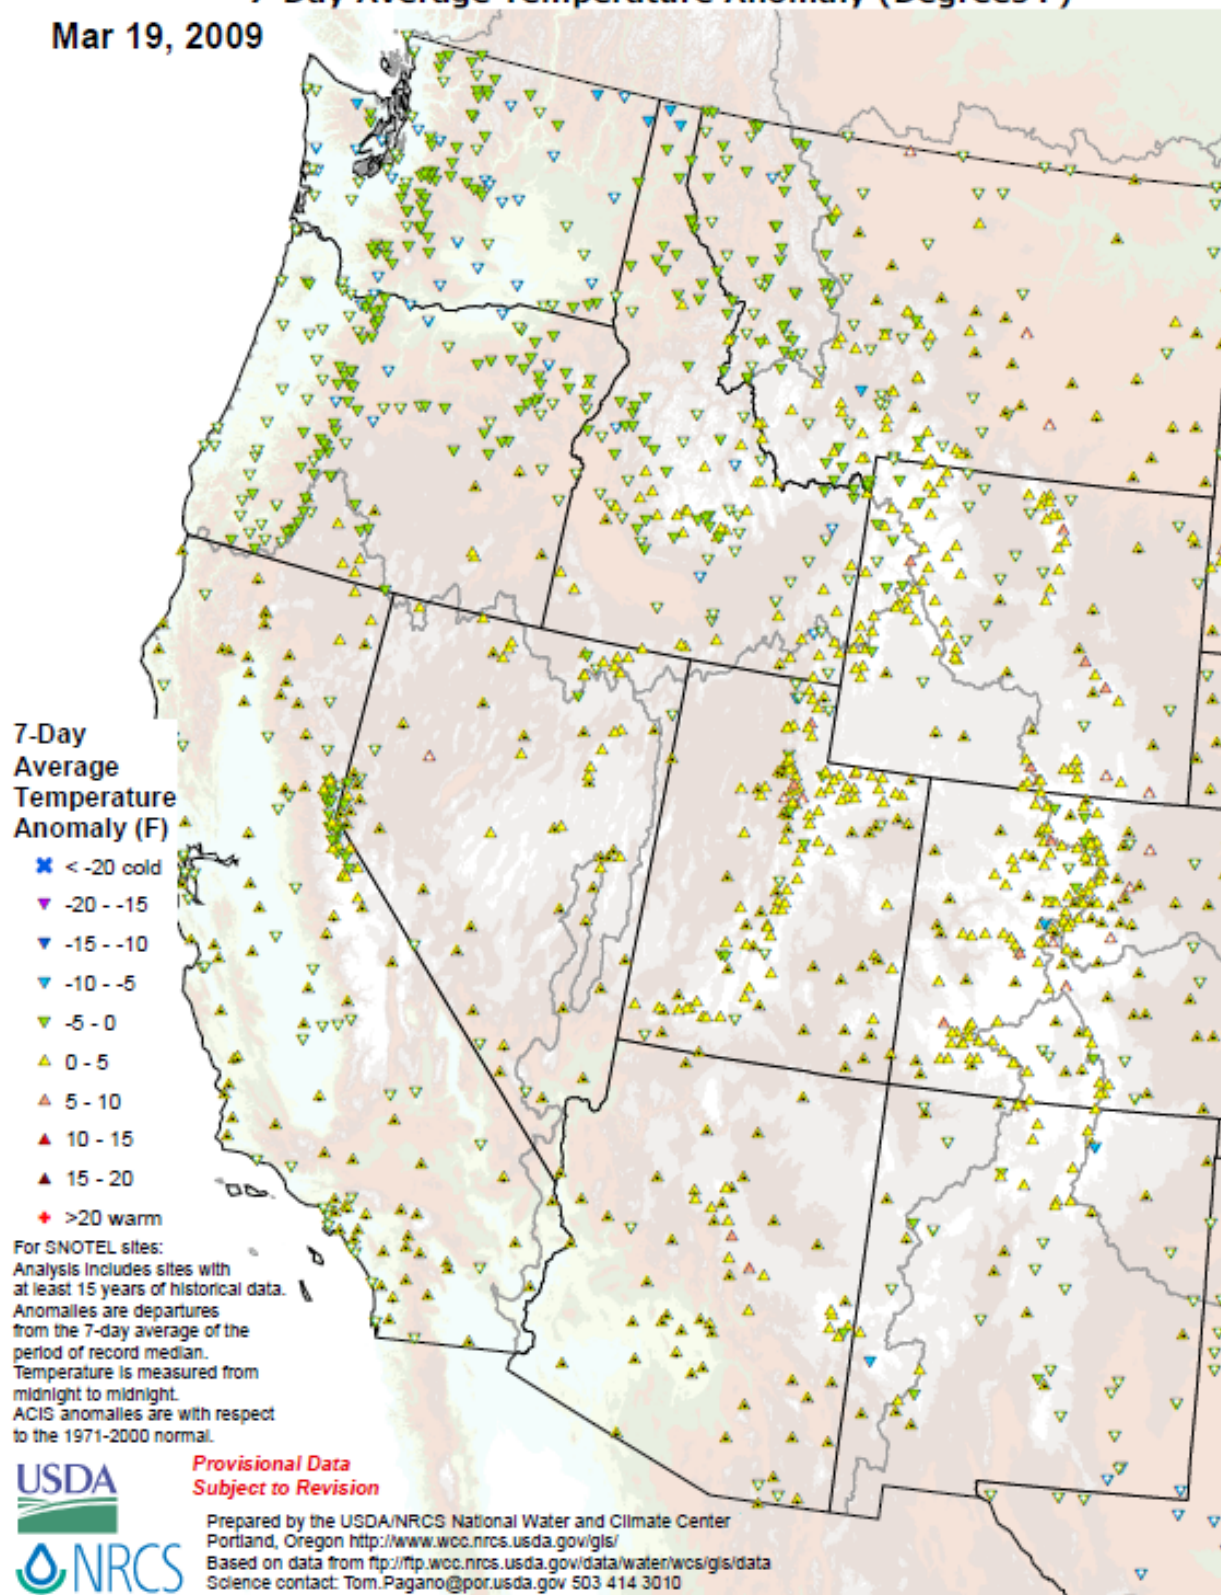 7-Day Average Temperature Anomaly (Degrees F)
Mar 19, 2009
7-Day
Average
Temperature
Anomaly (F)
< -20 cold
-20 - -15
-15 - -10
-10 - -5
-5 - 0
0 - 5
5 - 10
10 - 15
15 - 20
>20 warm
For SNOTEL sites:
Analysis includes sites with
at least 15 years of historical data.
Anomalies are departures
from the 7-day average of the
period of record median.
Temperature is measured from
midnight to midnight.
ACIS anomalies are with respect
to the 1971-2000 normal.
USDA
NRCS
Provisional Data
Subject to Revision
Prepared by the USDA/NRCS National Water and Climate Center
Portland, Oregon http://www.wcc.nrcs.usda.gov/gis/
Based on data from ftp://ftp.wcc.nrcs.usda.gov/data/water/wcs/gis/data
Science contact: Tom.Pagano@por.usda.gov 503 414 3010